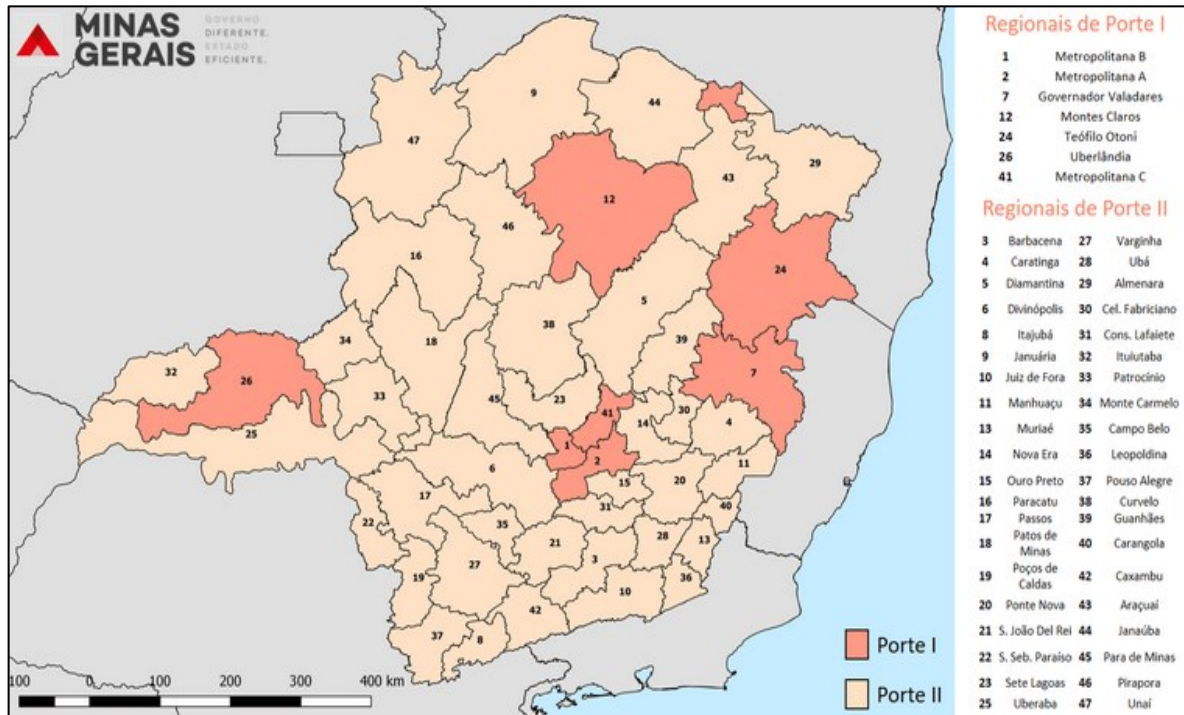 MINAS
GERAIS
GOVERNO
DIFERENTE.
ESTADO
EFICIENTE.
9
44
47
12
43
29
46
16
24
5
38
34
18
39
32
26
7
33
45
23
41
30
14
4
25
1
2
6
11
15
20
17
31
40
22
35
21
28
13
3
27
19
36
10
42
37
8
Porte I
Porte II
100 0 100 200 300 400 km
Regionais de Porte I
1 Metropolitana B
2 Metropolitana A
7 Governador Valadares
12 Montes Claros
24 Teófilo Otoni
26 Uberlândia
41 Metropolitana C
Regionais de Porte II
3 Barbacena 27 Varginha
4 Caratinga 28 Ubá
5 Diamantina 29 Almenara
6 Divinópolis 30 Cel. Fabriciano
8 Itajubá 31 Cons. Lafaiete
9 Januária 32 Ituiutaba
10 Juiz de Fora 33 Patrocínio
11 Manhuaçu 34 Monte Carmelo
13 Muriaé 35 Campo Belo
14 Nova Era 36 Leopoldina
15 Ouro Preto 37 Pouso Alegre
16 Paracatu 38 Curvelo
17 Passos 39 Guanhães
18 Patos de
Minas 40 Carangola
19 Poços de
Caldas 42 Caxambu
20 Ponte Nova 43 Araçuaí
21 S. João Del Rei 44 Janaúba
22 S. Seb. Paraíso 45 Para de Minas
23 Sete Lagoas 46 Pirapora
25 Uberaba 47 Unaí